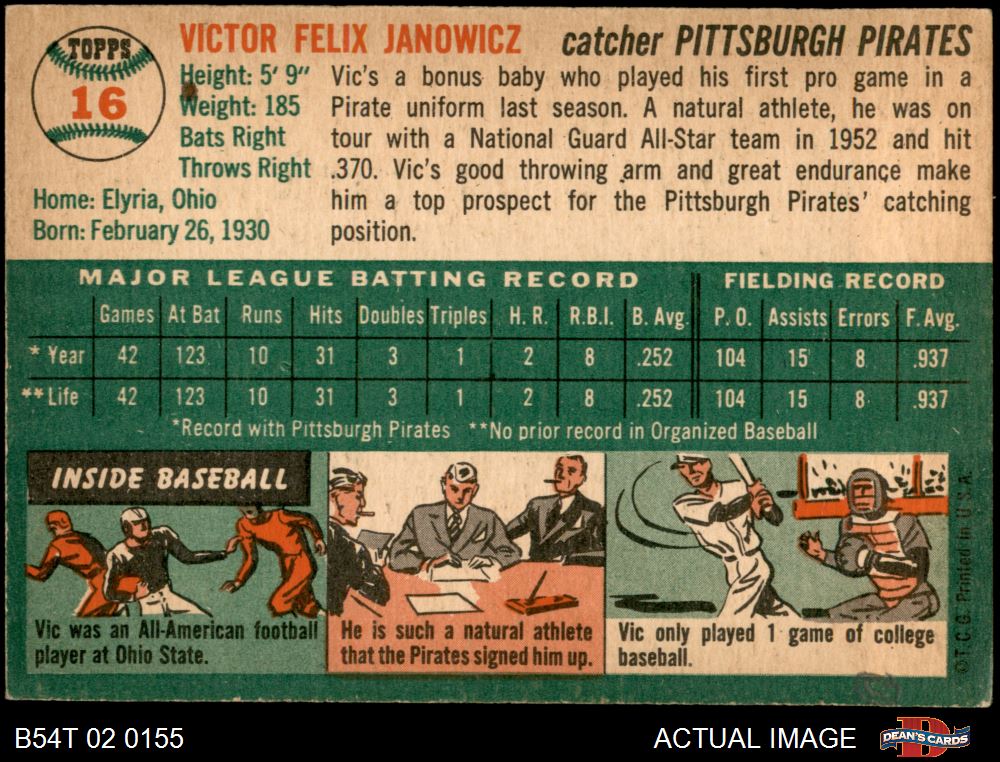 TOPPS
16
VICTOR FELIX JANOWICZ catcher PITTSBURGH PIRATES
Height: 5' 9"
Weight: 185
Bats Right
Throws Right
Home: Elyria, Ohio
Born: February 26, 1930
Vic's a bonus baby who played his first pro game in a
Pirate uniform last season. A natural athlete, he was on
tour with a National Guard All-Star team in 1952 and hit
.370. Vic's good throwing arm and great endurance make
him a top prospect for the Pittsburgh Pirates' catching
position.
MAJOR LEAGUE BATTING RECORD FIELDING RECORD
Games At Bat Runs Hits Doubles Triples H. R. R.B.I. B. Avg. P. O. Assists Errors F. Avg.
* Year 42 123 10 31 3 1 2 8 .252 104 15 8 .937
** Life 42 123 10 31 3 1 2 8 .252 104 15 8 .937
*Record with Pittsburgh Pirates **No prior record in Organized Baseball
INSIDE BASEBALL
Vic was an All-American football
player at Ohio State.
He is such a natural athlete
that the Pirates signed him up.
Vic only played 1 game of college
baseball.
©T.C.G. Printed in U.S.A.
B54T 02 0155
ACTUAL IMAGE
D
DEAN'S CARDS